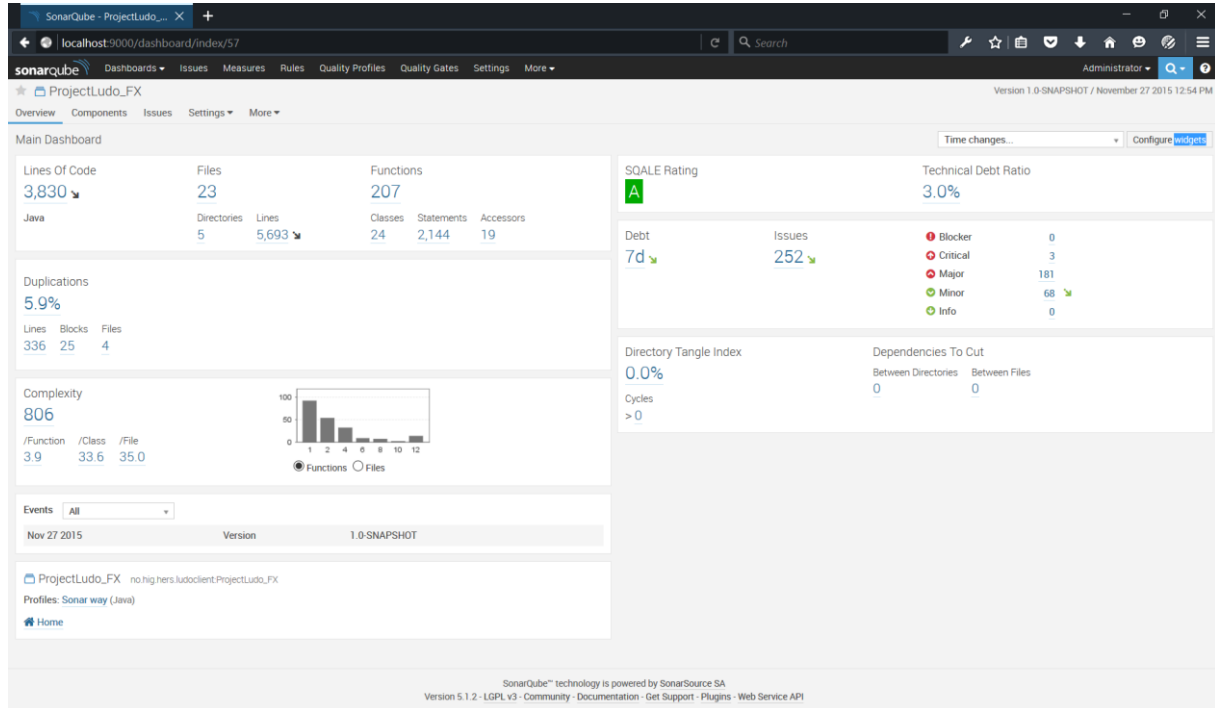 SonarQube - ProjectLudo_...
localhost:9000/dashboard/index/57
Search
sonarqube Dashboards Issues Measures Rules Quality Profiles Quality Gates Settings More Administrator
ProjectLudo_FX
Version 1.0-SNAPSHOT / November 27 2015 12:54 PM
Overview Components Issues Settings More
Main Dashboard
Time changes... Configure widgets
Lines Of Code Files Functions
3,830 23 207
Java Directories Lines Classes Statements Accessors
5 5,693 24 2,144 19
Duplications
5.9%
Lines Blocks Files
336 25 4
Complexity
806
/Function /Class /File
3.9 33.6 35.0
100
50
0
1 2 4 6 8 10 12
Functions Files
Events All
Nov 27 2015 Version 1.0-SNAPSHOT
ProjectLudo_FX no.hig.hers.ludoclient:ProjectLudo_FX
Profiles: Sonar way (Java)
Home
SQALE Rating Technical Debt Ratio
A 3.0%
Debt Issues
7d 252
Blocker 0
Critical 3
Major 181
Minor 68
Info 0
Directory Tangle Index Dependencies To Cut
0.0% Between Directories Between Files
0 0
Cycles
> 0
SonarQube™ technology is powered by SonarSource SA
Version 5.1.2 - LGPL v3 - Community - Documentation - Get Support - Plugins - Web Service API